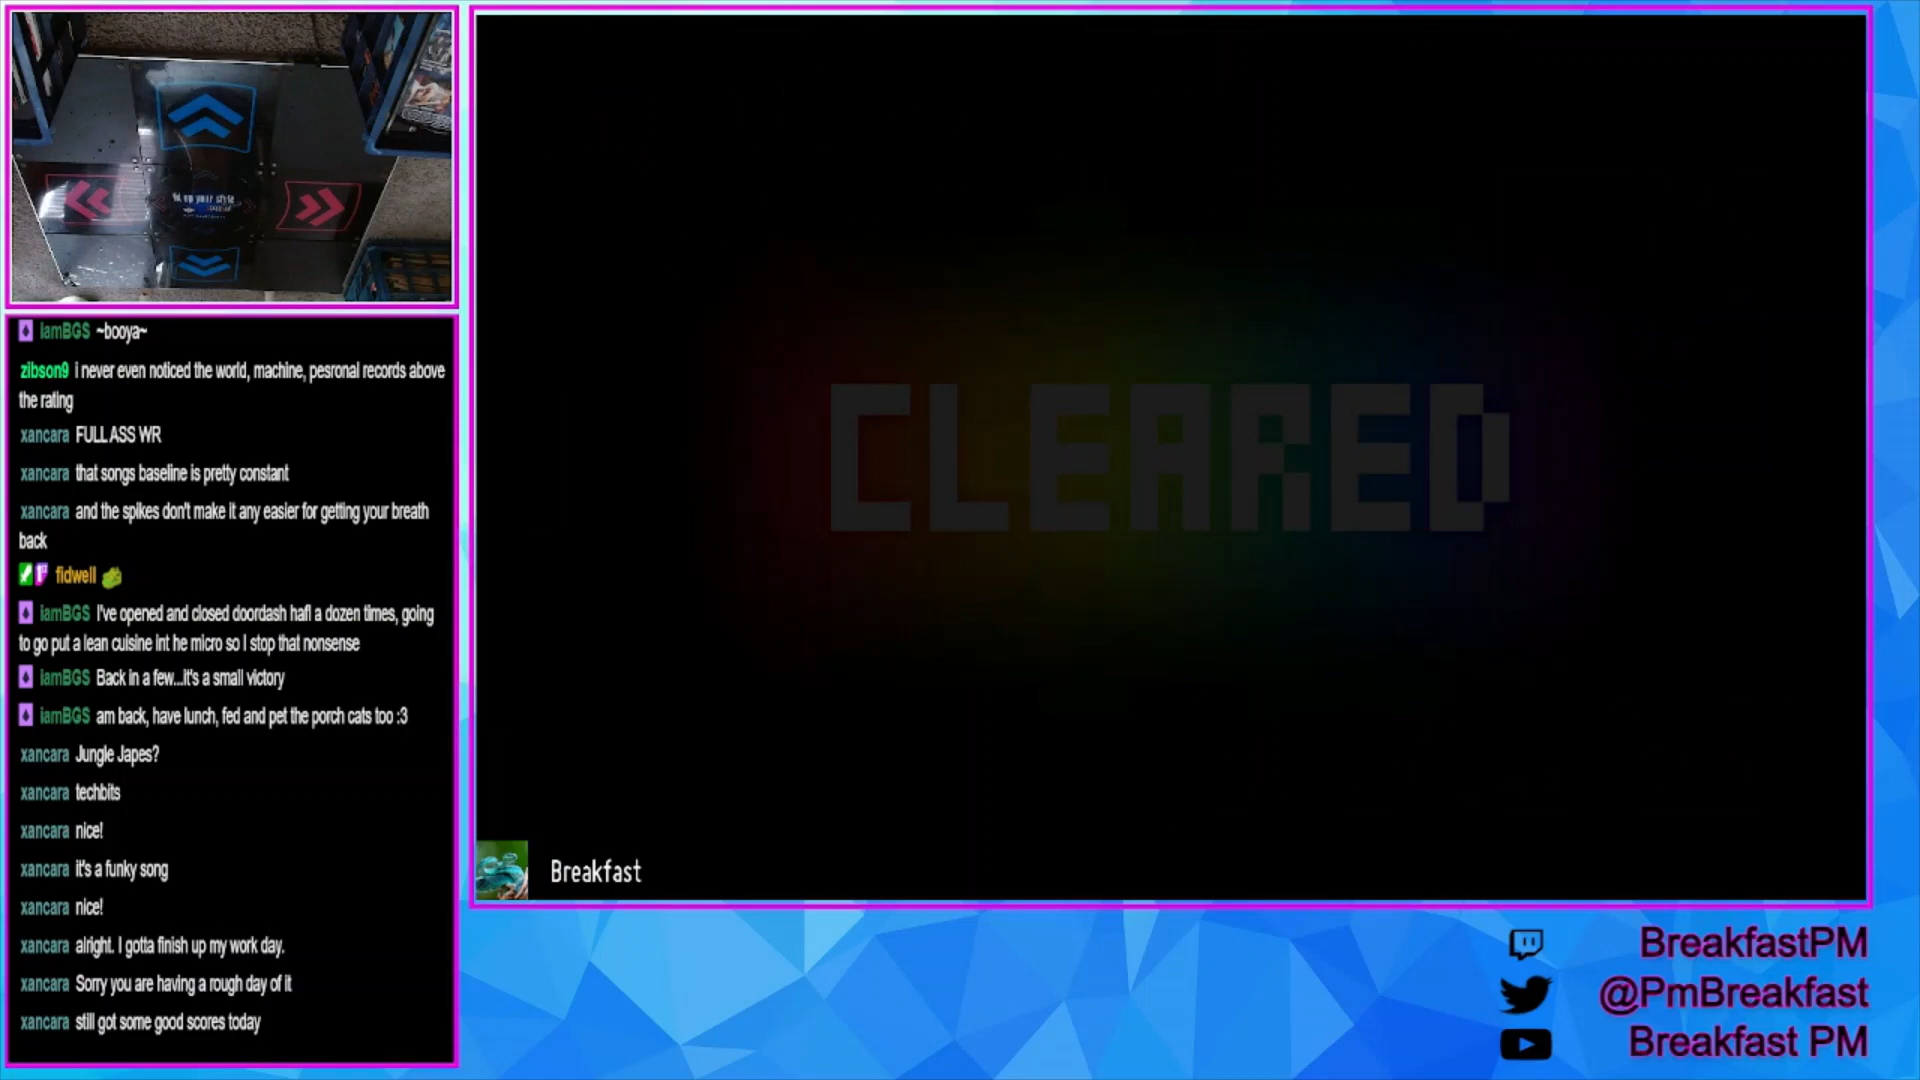 up your style
IamBGS ~booya~
zibson9 i never even noticed the world, machine, pesronal records above
the rating
xancara FULL ASS WR
xancara that songs baseline is pretty constant
xancara and the spikes don't make it any easier for getting your breath
back
fidwell
IamBGS I've opened and closed doordash hafl a dozen times, going
to go put a lean cuisine int he micro so I stop that nonsense
IamBGS Back in a few...it's a small victory
IamBGS am back, have lunch, fed and pet the porch cats too :3
xancara Jungle Japes?
xancara techbits
xancara nice!
xancara it's a funky song
xancara nice!
xancara alright. I gotta finish up my work day.
xancara Sorry you are having a rough day of it
xancara still got some good scores today
CLEARED
Breakfast
BreakfastPM
@PmBreakfast
Breakfast PM